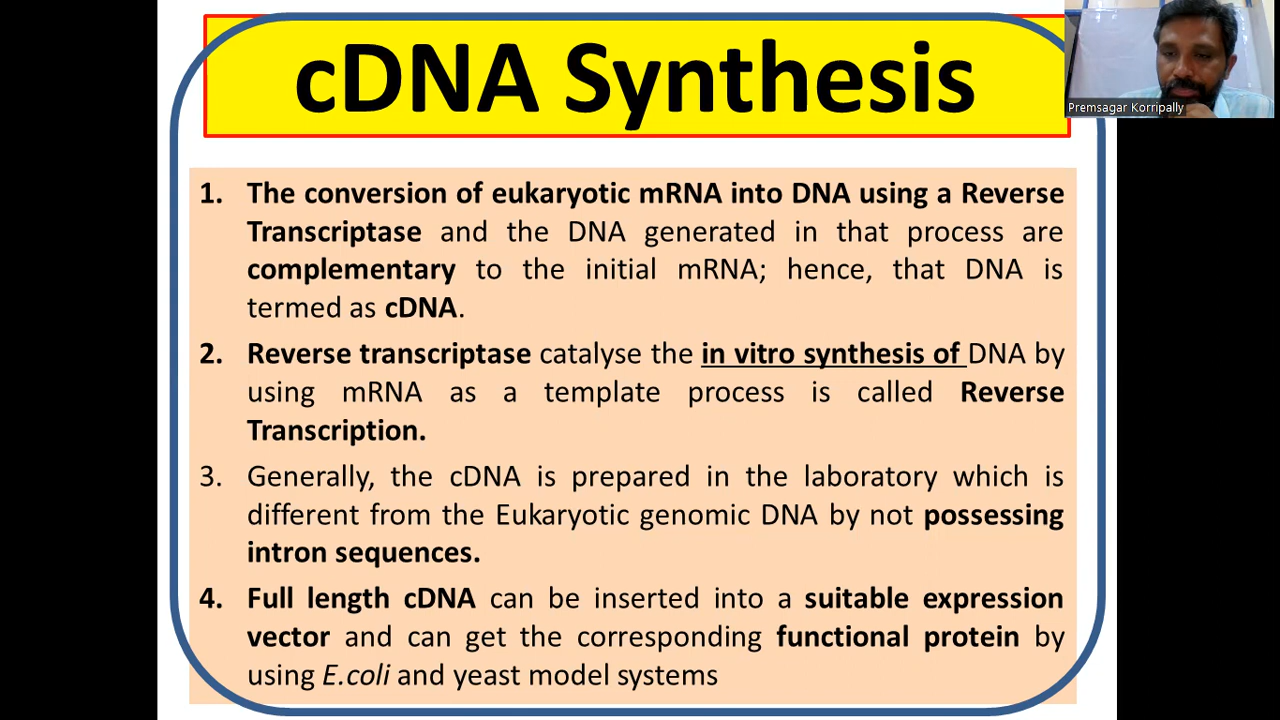 cDNA Synthesis
Premsagar Korripally
1. The conversion of eukaryotic mRNA into DNA using a Reverse
Transcriptase and the DNA generated in that process are
complementary to the initial mRNA; hence, that DNA is
termed as cDNA.
2. Reverse transcriptase catalyse the in vitro synthesis of DNA by
using mRNA as a template process is called Reverse
Transcription.
3. Generally, the cDNA is prepared in the laboratory which is
different from the Eukaryotic genomic DNA by not possessing
intron sequences.
4. Full length cDNA can be inserted into a suitable expression
vector and can get the corresponding functional protein by
using E.coli and yeast model systems